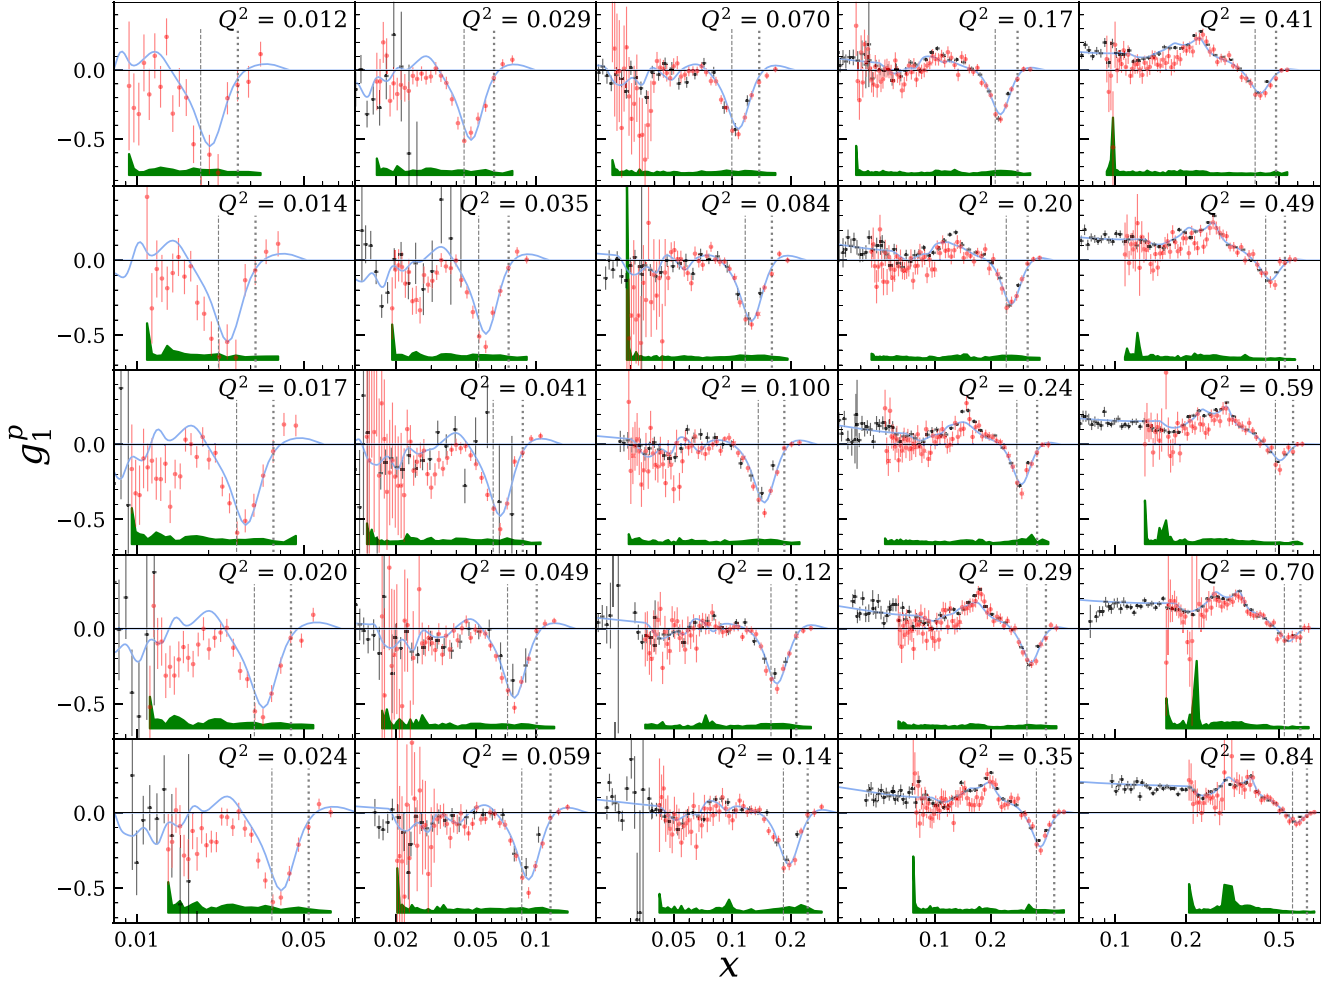 Q² = 0.012 Q² = 0.029 Q² = 0.070 Q² = 0.17 Q² = 0.41
0.0
−0.5
Q² = 0.014 Q² = 0.035 Q² = 0.084 Q² = 0.20 Q² = 0.49
0.0
−0.5
Q² = 0.017 Q² = 0.041 Q² = 0.100 Q² = 0.24 Q² = 0.59
0.0
−0.5
g₁ᵖ
Q² = 0.020 Q² = 0.049 Q² = 0.12 Q² = 0.29 Q² = 0.70
0.0
−0.5
Q² = 0.024 Q² = 0.059 Q² = 0.14 Q² = 0.35 Q² = 0.84
0.0
−0.5
0.01 0.05 0.02 0.05 0.1 0.05 0.1 0.2 0.1 0.2 0.1 0.2 0.5
x